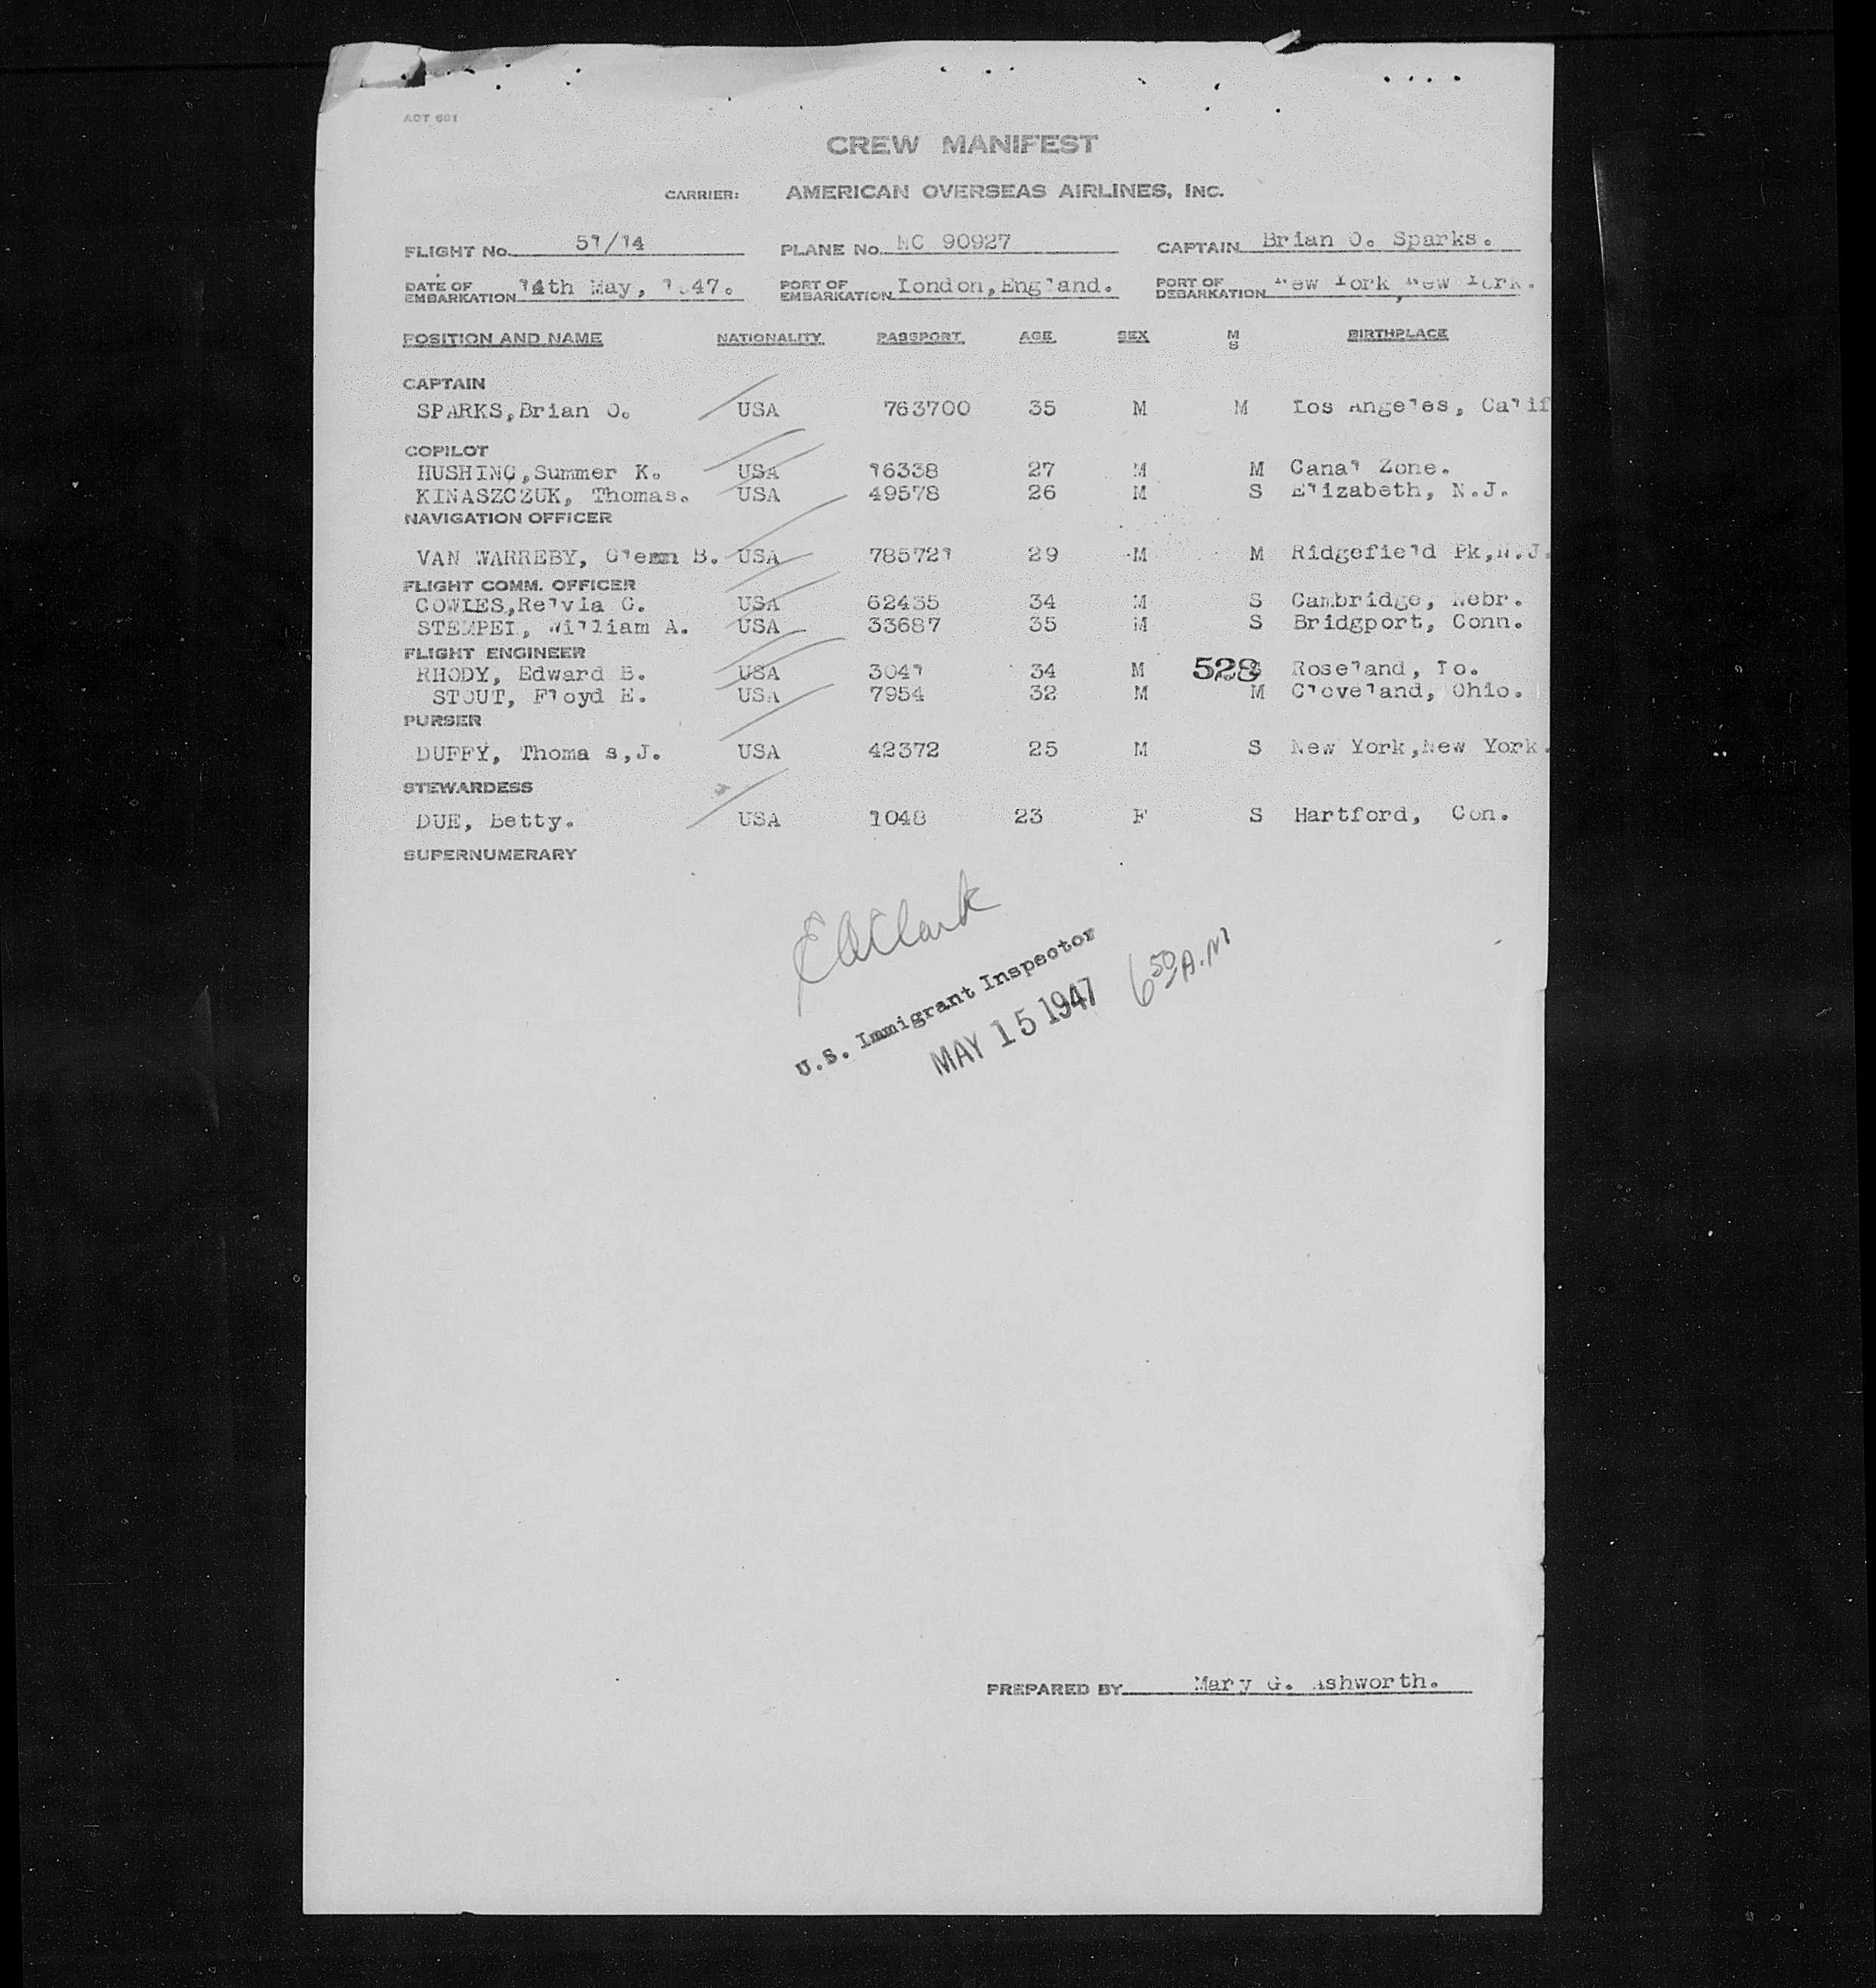 AOT 601
CREW MANIFEST
CARRIER: AMERICAN OVERSEAS AIRLINES, INC.
FLIGHT No. 51/14 PLANE No. NC 90927 CAPTAIN Brian O. Sparks.
DATE OF EMBARKATION 14th May, 1947. PORT OF EMBARKATION London,England. PORT OF DEBARKATION New York,New York.
POSITION AND NAME NATIONALITY PASSPORT AGE SEX M S BIRTHPLACE
CAPTAIN
SPARKS,Brian O. USA 763700 35 M M Los Angeles, Calif
COPILOT
HUSHING,Summer K. USA 16338 27 M M Canal Zone.
KINASZCZUK, Thomas. USA 49578 26 M S Elizabeth, N.J.
NAVIGATION OFFICER
VAN WARREBY, Glenn B. USA 785721 29 M M Ridgefield Pk,N.J.
FLIGHT COMM. OFFICER
COWLES,Relvia G. USA 62435 34 M S Cambridge, Nebr.
STEMPEL, William A. USA 33687 35 M S Bridgport, Conn.
FLIGHT ENGINEER
RHODY, Edward B. USA 3041 34 M 528 Roseland, Io.
STOUT, Floyd E. USA 7954 32 M M Cleveland, Ohio.
PURSER
DUFFY, Thoma s,J. USA 42372 25 M S New York,New York.
STEWARDESS
DUE, Betty. USA 1048 23 F S Hartford, Con.
SUPERNUMERARY
E A Clark
U.S. Immigrant Inspector
MAY 15 1947 6 50 A.M
PREPARED BY Mary G. Ashworth.